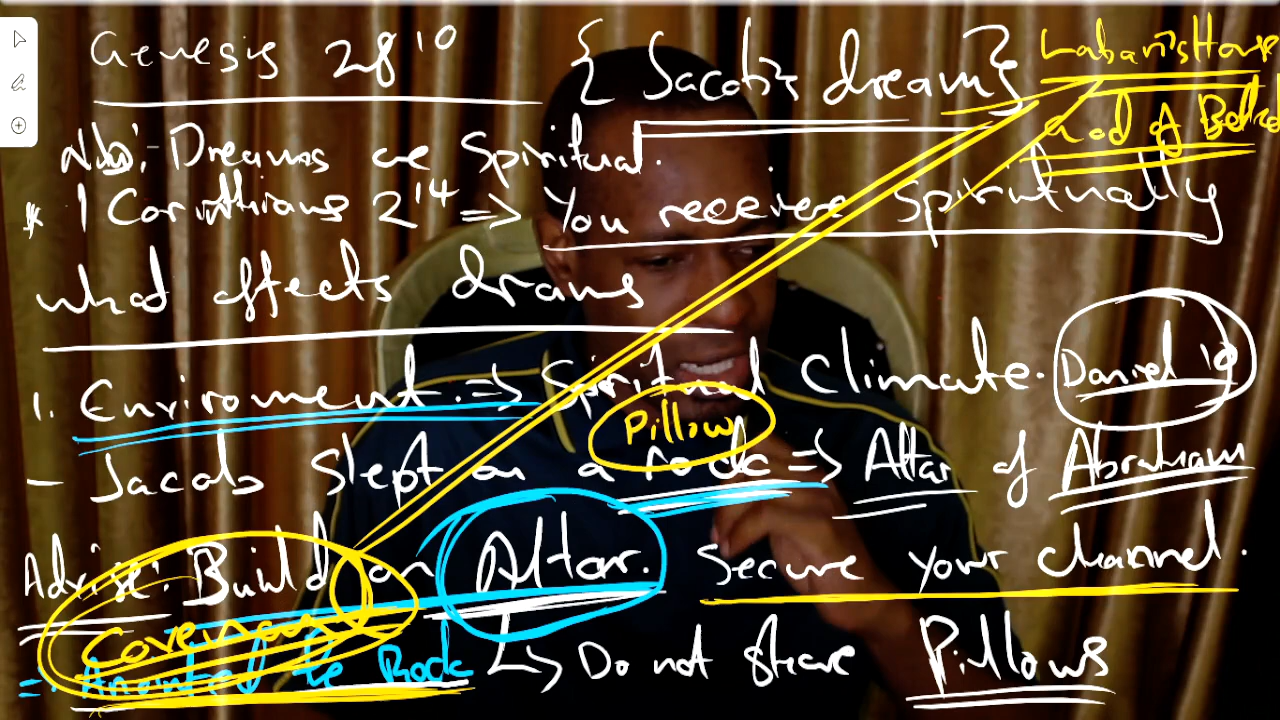 Genesis 28¹⁰ { Jacob's dream}
Laban's House
God of Bethel
Nb:- Dreams are Spiritual.
* 1 Corinthians 2¹⁴ => You receive spiritually
what affects drams
1. Enviroment. => Spiritual Climate. Daniel 10
Pillow
- Jacob slept on a rock => Altar of Abraham
Advise: Build an Altar. Secure your channel.
Covenant
=> Anointed the Rock ↳ Do not share Pillows